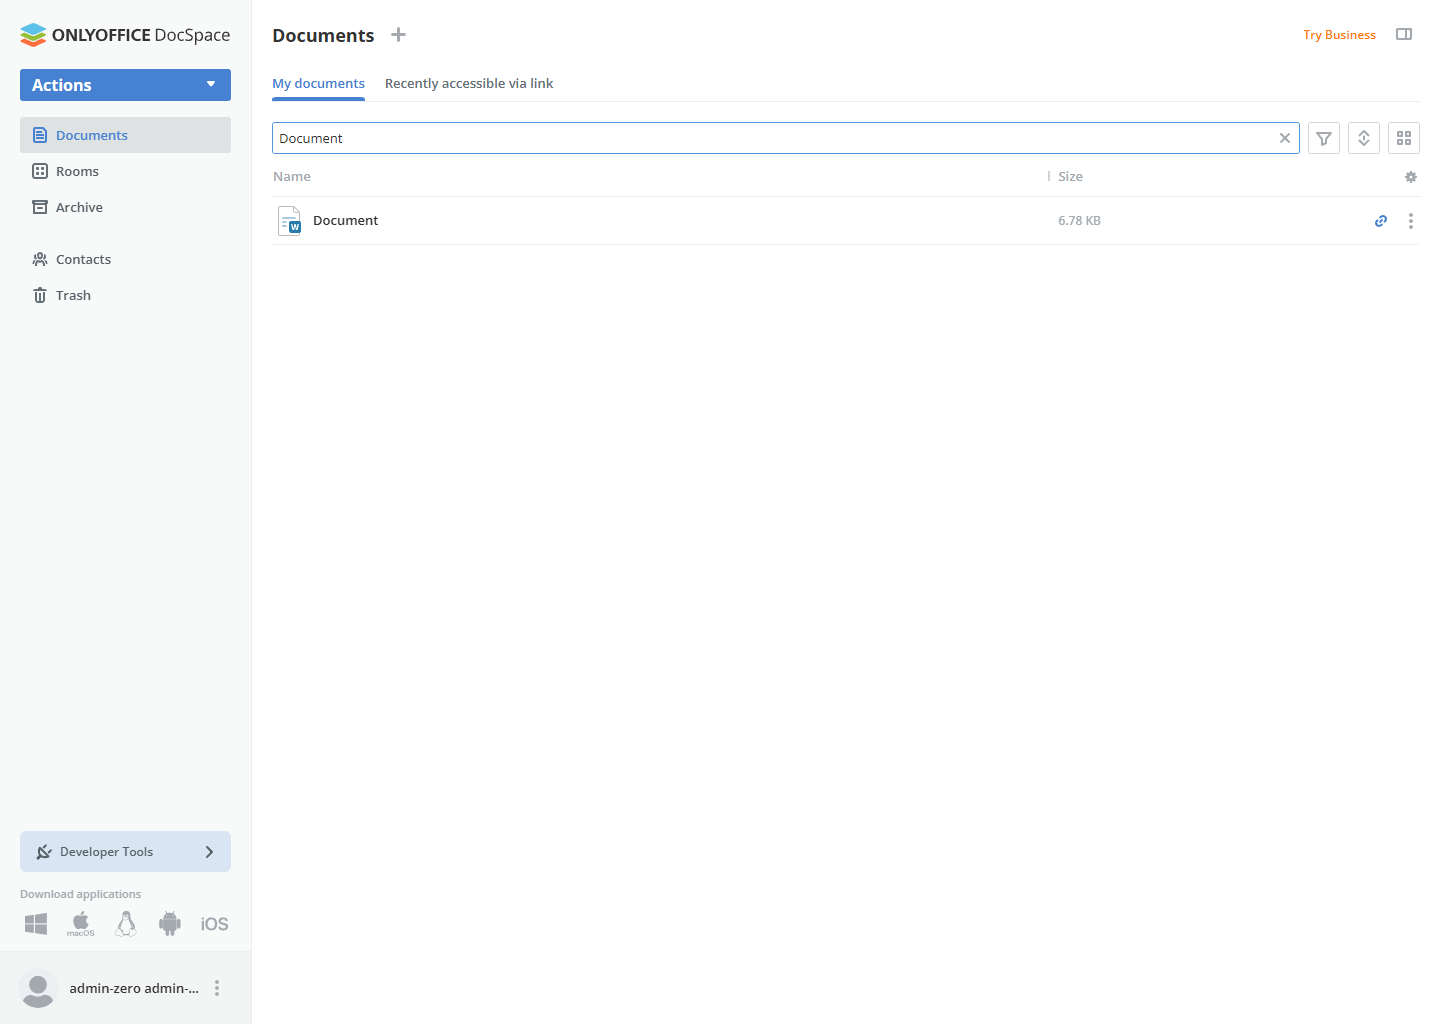 ONLYOFFICE DocSpace
Actions
Documents
Rooms
Archive
Contacts
Trash
Developer Tools
Download applications
macOS
iOS
admin-zero admin-...
Documents
Try Business
My documents
Recently accessible via link
Document
Name
Size
Document
W
6.78 KB